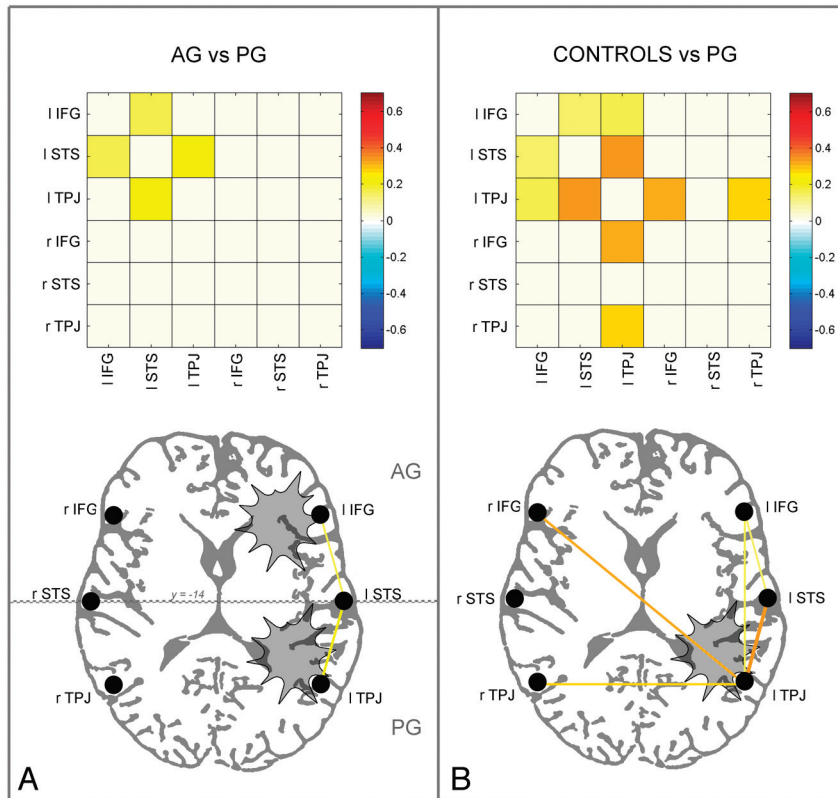 AG vs PG
l IFG
l STS
l TPJ
r IFG
r STS
r TPJ
l IFG
l STS
l TPJ
r IFG
r STS
r TPJ
0.6
0.4
0.2
0
-0.2
-0.4
-0.6
AG
r IFG
l IFG
r STS
y = -14
l STS
r TPJ
l TPJ
PG
A
CONTROLS vs PG
l IFG
l STS
l TPJ
r IFG
r STS
r TPJ
l IFG
l STS
l TPJ
r IFG
r STS
r TPJ
0.6
0.4
0.2
0
-0.2
-0.4
-0.6
r IFG
l IFG
r STS
l STS
r TPJ
l TPJ
B